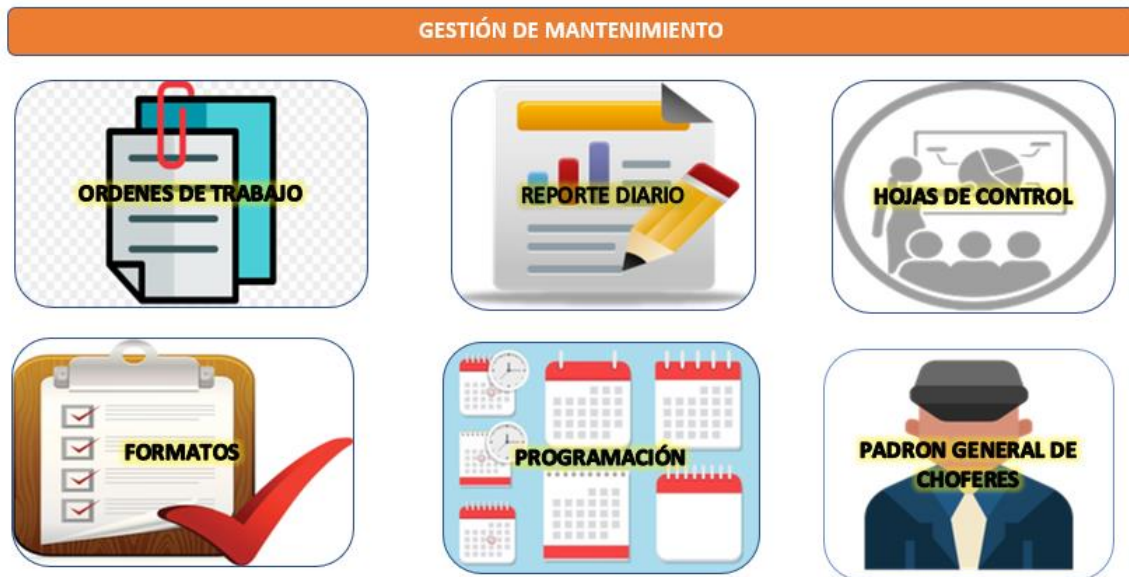 GESTIÓN DE MANTENIMIENTO
ORDENES DE TRABAJO
REPORTE DIARIO
HOJAS DE CONTROL
FORMATOS
PROGRAMACIÓN
PADRON GENERAL DE
CHOFERES